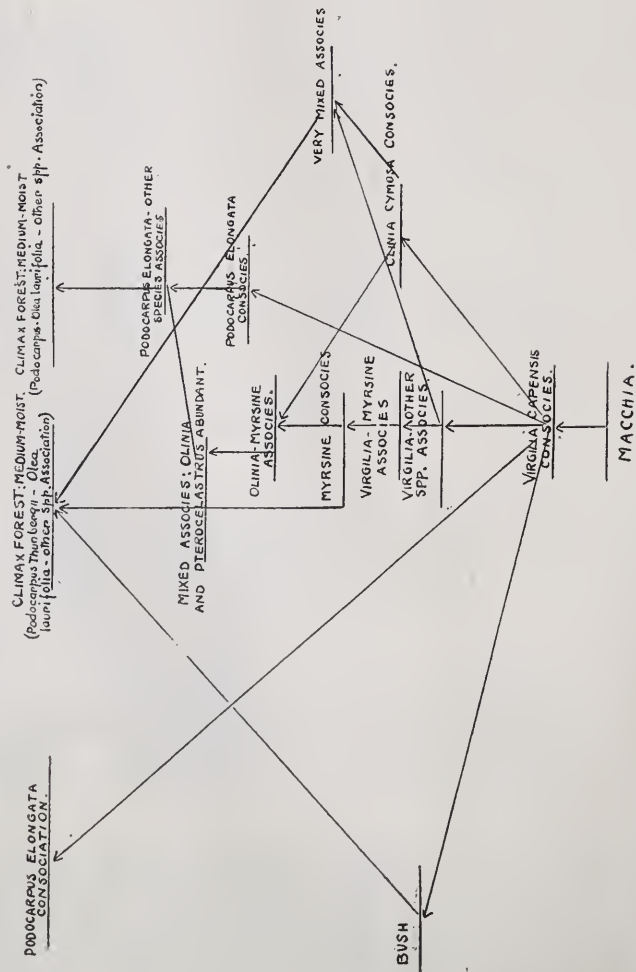 PODOCARPUS ELONGATA
CONSOCIATION.
CLIMAX FOREST: MEDIUM-MOIST.
(Podocarpus Thunbergii - Olea
laurifolia - other spp. Association)
CLIMAX FOREST: MEDIUM-MOIST
(Podocarpus-Olea laurifolia - other spp. Association)
MIXED ASSOCIES: OLINIA
AND PTEROCELASTRUS ABUNDANT.
PODOCARPUS ELONGATA - OTHER
SPECIES ASSOCIES
PODOCARPUS ELONGATA
CONSOCIES.
VERY MIXED ASSOCIES
OLINIA-MYRSINE
ASSOCIES.
MYRSINE CONSOCIES
VIRGILIA - MYRSINE
ASSOCIES
VIRGILIA-OTHER
SPP. ASSOCIES.
OLINIA CYMOSA CONSOCIES.
BUSH
VIRGILIA CAPENSIS
CONSOCIES.
MACCHIA.